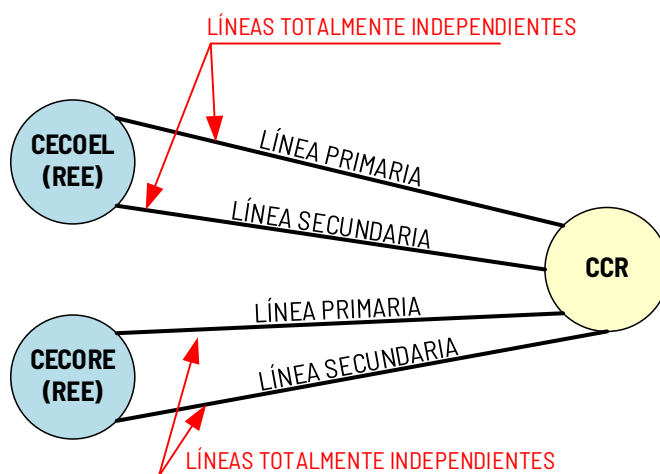 LÍNEAS TOTALMENTE INDEPENDIENTES
CECOEL
(REE)
LÍNEA PRIMARIA
LÍNEA SECUNDARIA
CCR
LÍNEA PRIMARIA
CECORE
(REE)
LÍNEA SECUNDARIA
LÍNEAS TOTALMENTE INDEPENDIENTES